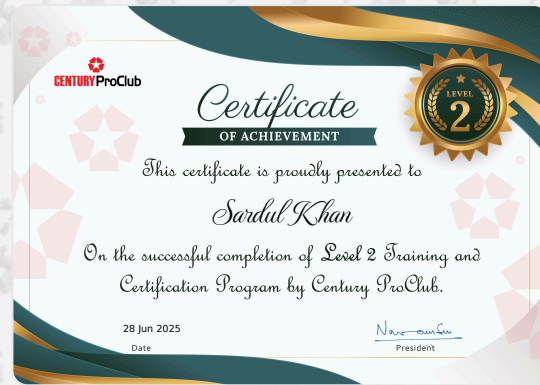 CENTURY ProClub
Certificate
OF ACHIEVEMENT
LEVEL
2
This certificate is proudly presented to
Sardul Khan
On the successful completion of Level 2 Training and
Certification Program by Century ProClub.
28 Jun 2025
Date
President